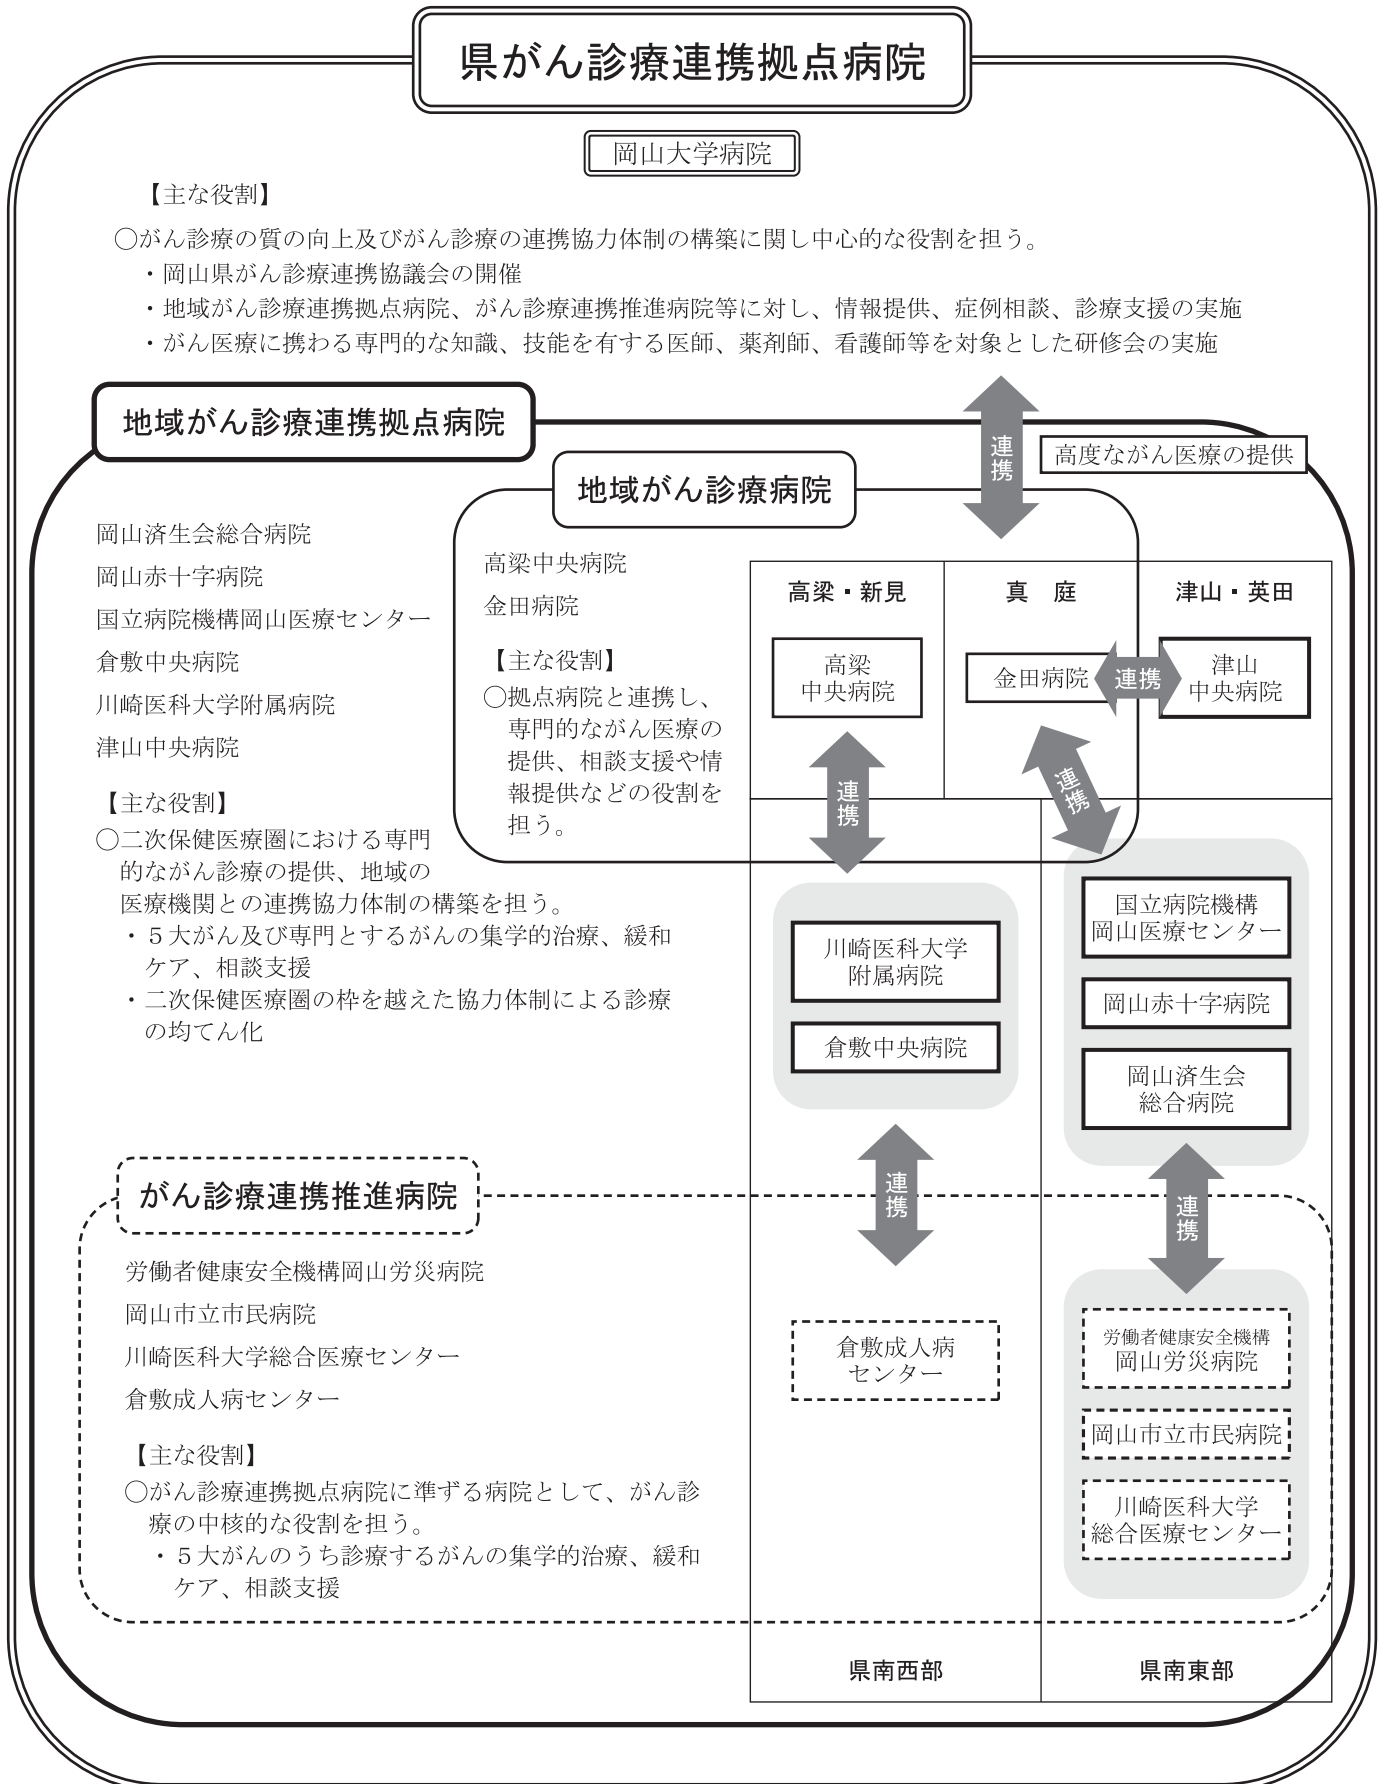 県がん診療連携拠点病院
岡山大学病院
【主な役割】
○がん診療の質の向上及びがん診療の連携協力体制の構築に関し中心的な役割を担う。
・岡山県がん診療連携協議会の開催
・地域がん診療連携拠点病院、がん診療連携推進病院等に対し、情報提供、症例相談、診療支援の実施
・がん医療に携わる専門的な知識、技能を有する医師、薬剤師、看護師等を対象とした研修会の実施
地域がん診療連携拠点病院
岡山済生会総合病院
岡山赤十字病院
国立病院機構岡山医療センター
倉敷中央病院
川崎医科大学附属病院
津山中央病院
【主な役割】
○二次保健医療圏における専門
的ながん診療の提供、地域の
医療機関との連携協力体制の構築を担う。
・５大がん及び専門とするがんの集学的治療、緩和
ケア、相談支援
・二次保健医療圏の枠を越えた協力体制による診療
の均てん化
地域がん診療病院
高梁中央病院
金田病院
【主な役割】
○拠点病院と連携し、
専門的ながん医療の
提供、相談支援や情
報提供などの役割を
担う。
連携
高度ながん医療の提供
高梁・新見
真　庭
津山・英田
高梁
中央病院
金田病院
連携
津山
中央病院
連携
連携
川崎医科大学
附属病院
倉敷中央病院
国立病院機構
岡山医療センター
岡山赤十字病院
岡山済生会
総合病院
連携
連携
がん診療連携推進病院
労働者健康安全機構岡山労災病院
岡山市立市民病院
川崎医科大学総合医療センター
倉敷成人病センター
【主な役割】
○がん診療連携拠点病院に準ずる病院として、がん診
療の中核的な役割を担う。
・５大がんのうち診療するがんの集学的治療、緩和
ケア、相談支援
倉敷成人病
センター
労働者健康安全機構
岡山労災病院
岡山市立市民病院
川崎医科大学
総合医療センター
県南西部
県南東部